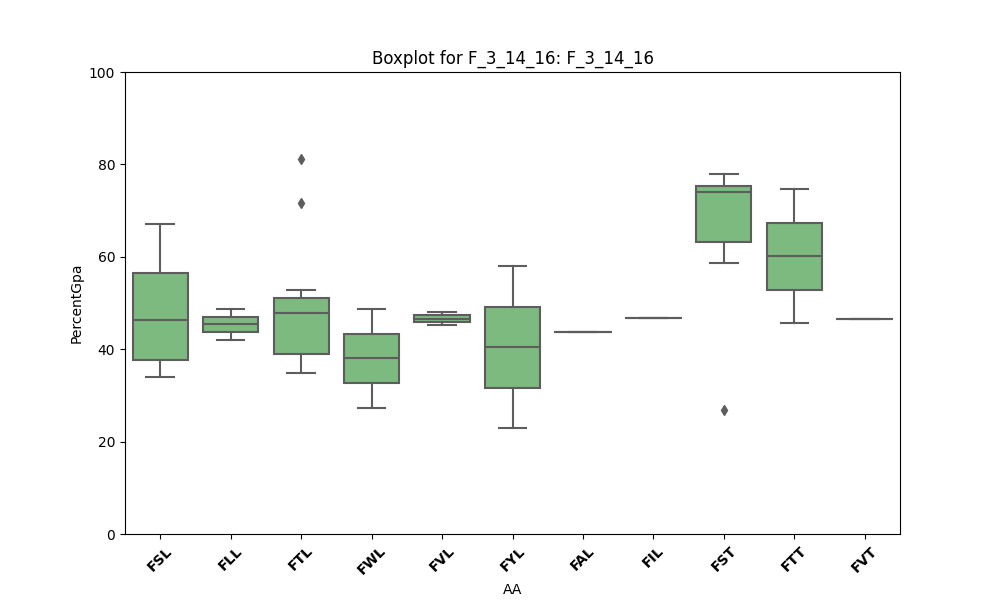 Boxplot for F_3_14_16: F_3_14_16
100
80
60
40
20
0
PercentGpa
FSL FLL FTL FWL FVL FYL FAL FIL FST FTT FVT
AA